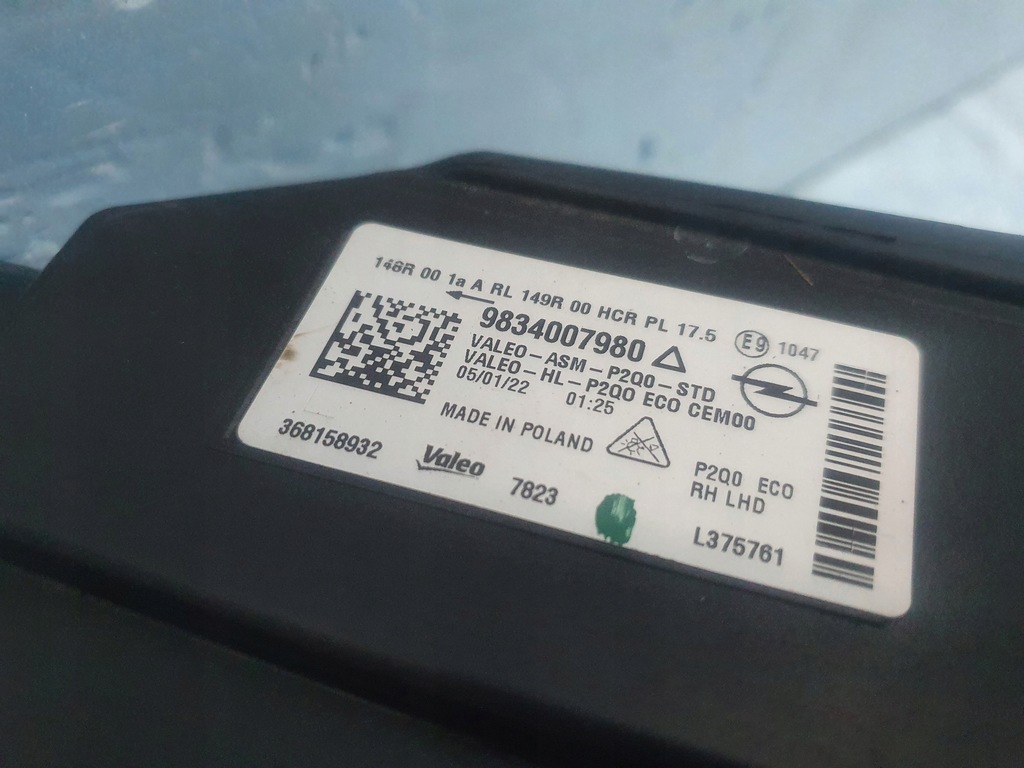 148R 00 1a A RL 149R 00 HCR PL 17.5 E9 1047
9834007980
VALEO-ASM-P2Q0-STD
VALEO-HL-P2Q0 ECO CEM00
05/01/22 01:25
MADE IN POLAND
368158932
Valeo
7823
P2Q0 ECO
RH LHD
L375761